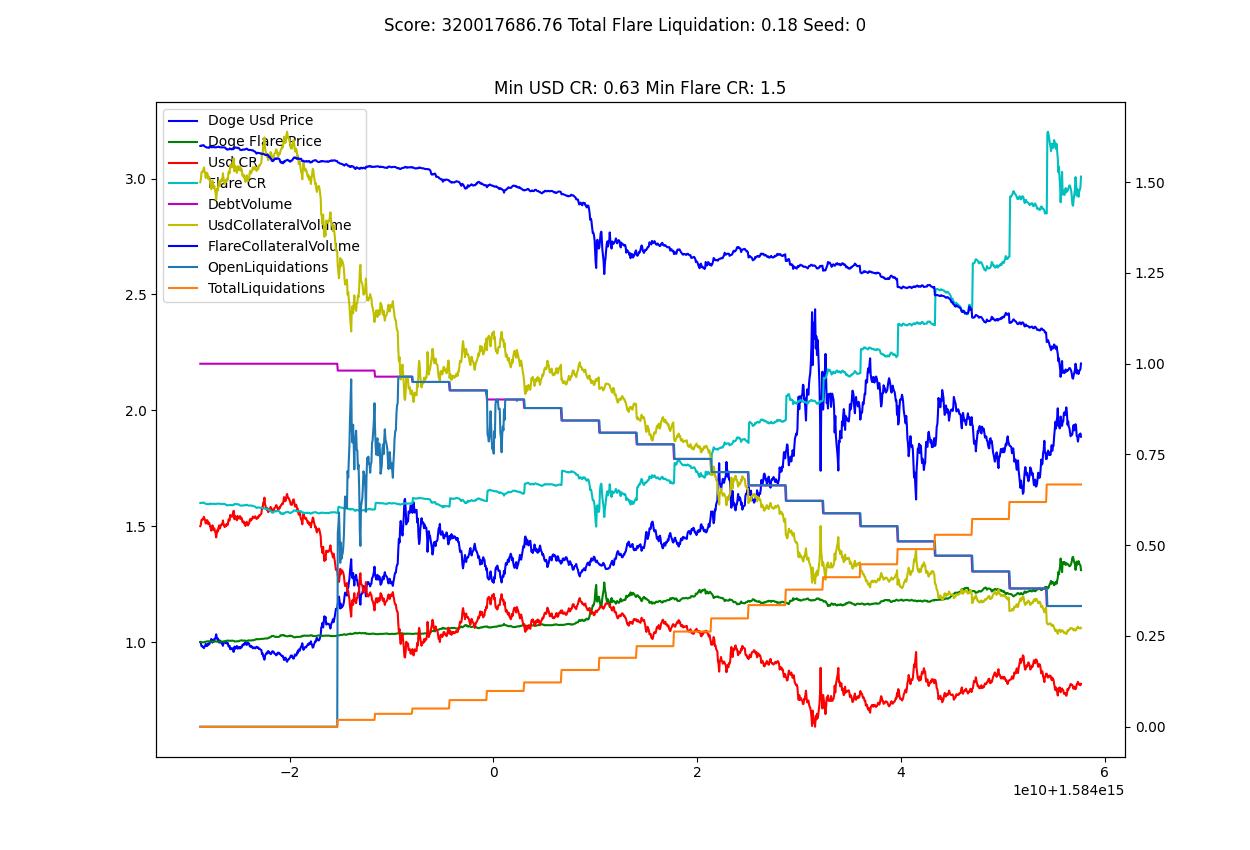 Score: 320017686.76 Total Flare Liquidation: 0.18 Seed: 0
Min USD CR: 0.63 Min Flare CR: 1.5
Doge Usd Price
Doge Flare Price
Usd CR
Flare CR
DebtVolume
UsdCollateralVolume
FlareCollateralVolume
OpenLiquidations
TotalLiquidations
3.0
2.5
2.0
1.5
1.0
1.50
1.25
1.00
0.75
0.50
0.25
0.00
−2
0
2
4
6
1e10+1.584e15